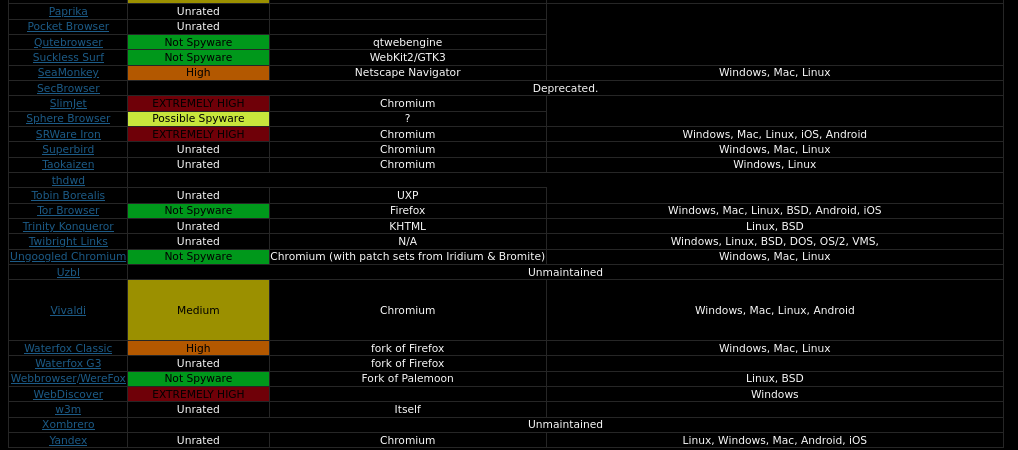 Paprika Unrated
Pocket Browser Unrated
Qutebrowser Not Spyware qtwebengine
Suckless Surf Not Spyware WebKit2/GTK3
SeaMonkey High Netscape Navigator Windows, Mac, Linux
SecBrowser Deprecated.
SlimJet EXTREMELY HIGH Chromium
Sphere Browser Possible Spyware ?
SRWare Iron EXTREMELY HIGH Chromium Windows, Mac, Linux, iOS, Android
Superbird Unrated Chromium Windows, Mac, Linux
Taokaizen Unrated Chromium Windows, Linux
thdwd
Tobin Borealis Unrated UXP
Tor Browser Not Spyware Firefox Windows, Mac, Linux, BSD, Android, iOS
Trinity Konqueror Unrated KHTML Linux, BSD
Twibright Links Unrated N/A Windows, Linux, BSD, DOS, OS/2, VMS,
Ungoogled Chromium Not Spyware Chromium (with patch sets from Iridium & Bromite) Windows, Mac, Linux
Uzbl Unmaintained
Vivaldi Medium Chromium Windows, Mac, Linux, Android
Waterfox Classic High fork of Firefox Windows, Mac, Linux
Waterfox G3 Unrated fork of Firefox
Webbrowser/WereFox Not Spyware Fork of Palemoon Linux, BSD
WebDiscover EXTREMELY HIGH Windows
w3m Unrated Itself
Xombrero Unmaintained
Yandex Unrated Chromium Linux, Windows, Mac, Android, iOS